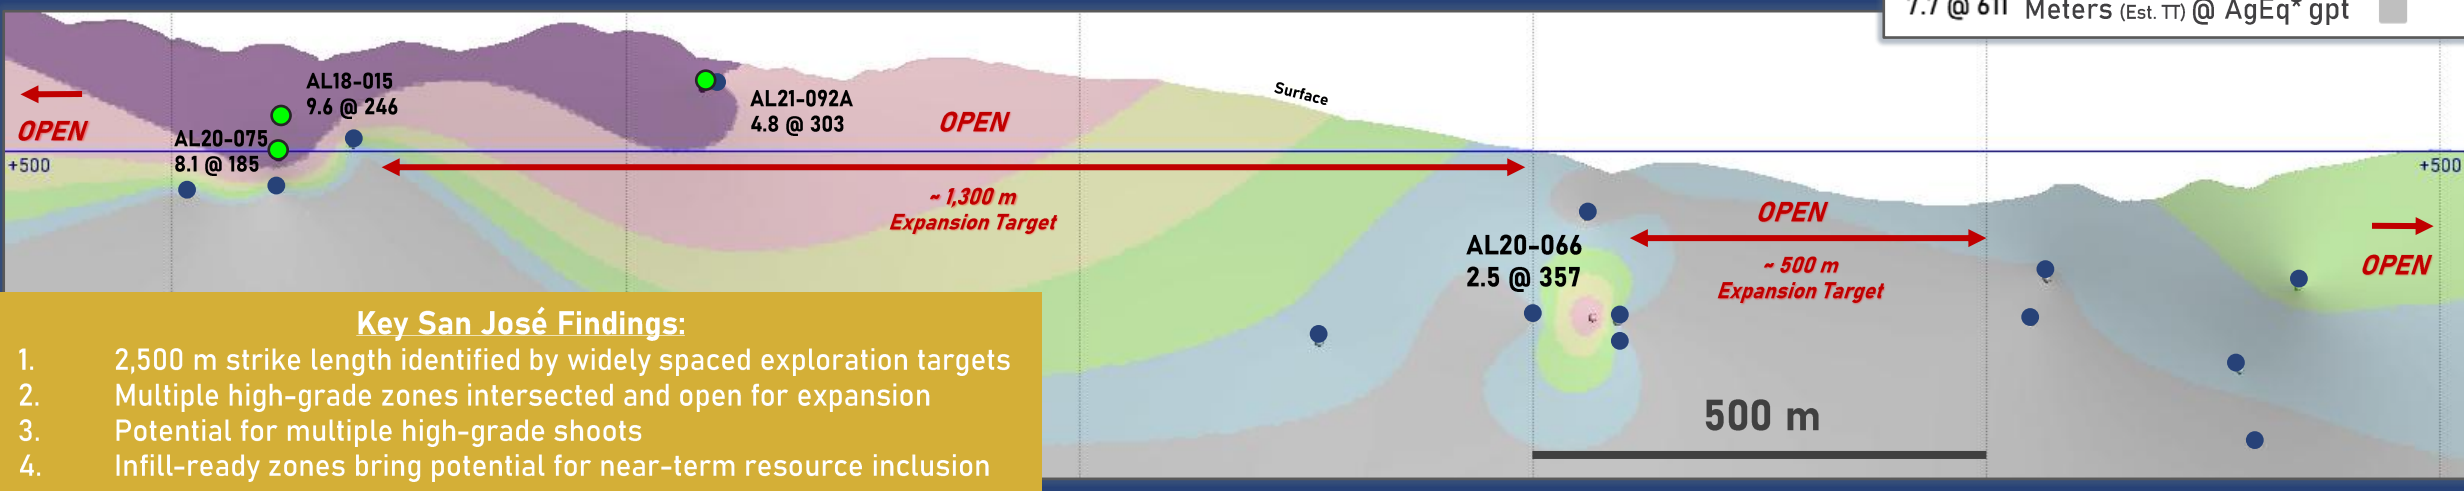 7.7 @ 611 Meters (Est. TT) @ AgEq* gpt
AL18-015
9.6 @ 246
AL20-075
8.1 @ 185
AL21-092A
4.8 @ 303
Surface
OPEN
OPEN
+500
+500
~ 1,300 m
Expansion Target
OPEN
AL20-066
2.5 @ 357
~ 500 m
Expansion Target
OPEN
500 m
Key San José Findings:
1. 2,500 m strike length identified by widely spaced exploration targets
2. Multiple high-grade zones intersected and open for expansion
3. Potential for multiple high-grade shoots
4. Infill-ready zones bring potential for near-term resource inclusion